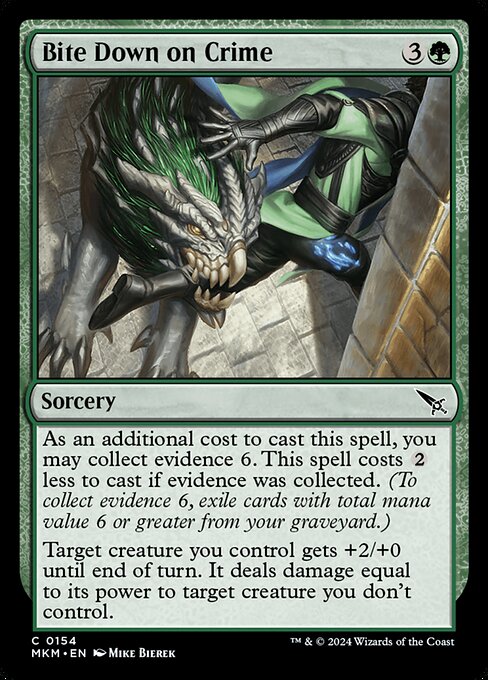 Bite Down on Crime 3
Sorcery
As an additional cost to cast this spell, you
may collect evidence 6. This spell costs 2
less to cast if evidence was collected. (To
collect evidence 6, exile cards with total mana
value 6 or greater from your graveyard.)
Target creature you control gets +2/+0
until end of turn. It deals damage equal
to its power to target creature you don't
control.
C 0154
MKM • EN Mike Bierek
™ & © 2024 Wizards of the Coast